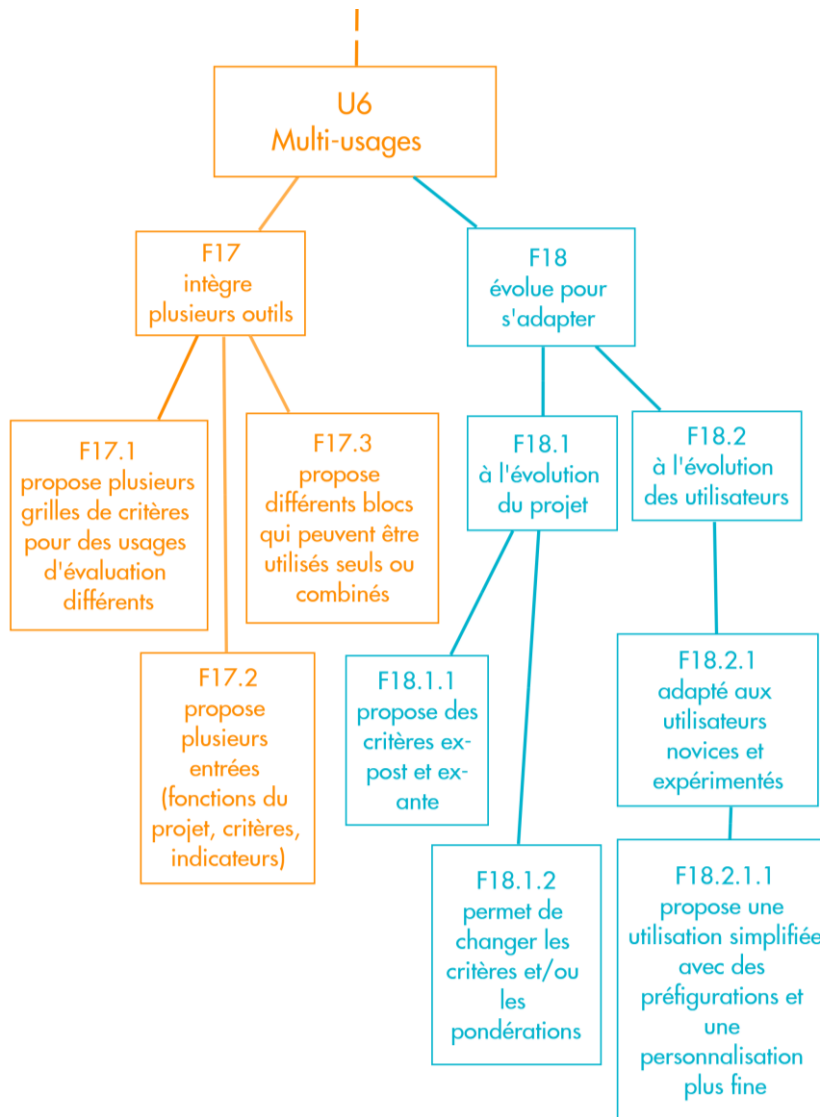 U6
Multi-usages
F17
intègre
plusieurs outils
F18
évolue pour
s'adapter
F17.1
propose plusieurs
grilles de critères
pour des usages
d'évaluation
différents
F17.3
propose
différents blocs
qui peuvent être
utilisés seuls ou
combinés
F18.1
à l'évolution
du projet
F18.2
à l'évolution
des utilisateurs
F17.2
propose
plusieurs
entrées
(fonctions du
projet, critères,
indicateurs)
F18.1.1
propose des
critères ex-
post et ex-
ante
F18.2.1
adapté aux
utilisateurs
novices et
expérimentés
F18.1.2
permet de
changer les
critères et/ou
les
pondérations
F18.2.1.1
propose une
utilisation simplifiée
avec des
préfigurations et
une
personnalisation
plus fine